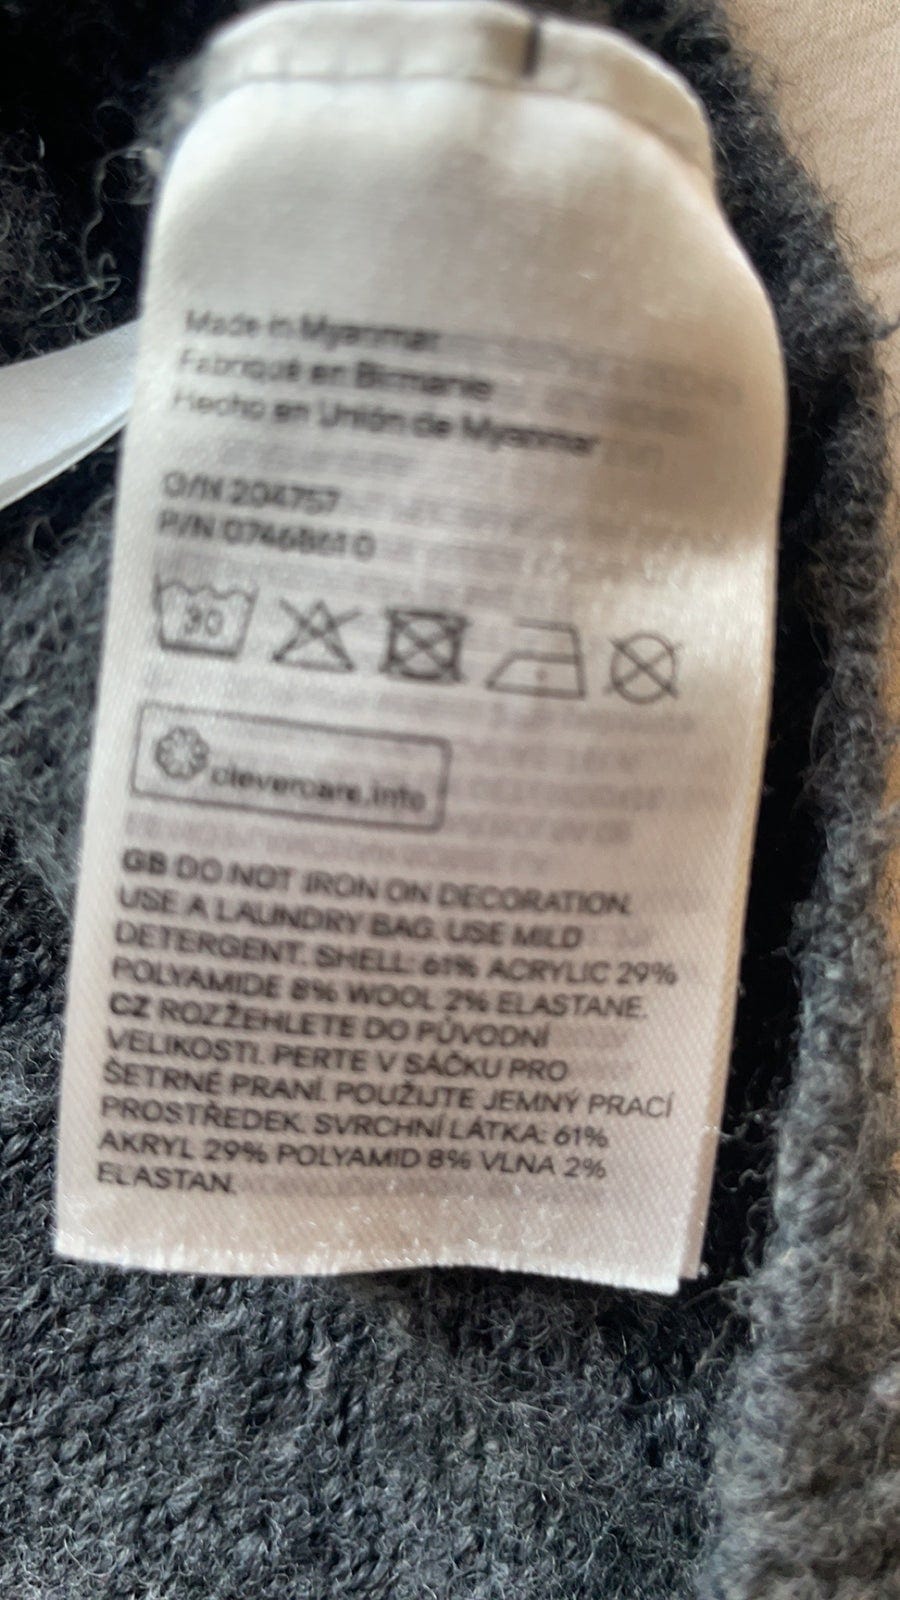 Made in Myanmar
Fabriqué en Birmanie
Hecho en Unión de Myanmar
O/N 204757
P/N
30
clevercare.info
GB DO NOT IRON ON DECORATION.
USE A LAUNDRY BAG. USE MILD
DETERGENT. SHELL: 61% ACRYLIC 29%
POLYAMIDE 8% WOOL 2% ELASTANE.
CZ ROZŽEHLETE DO PŮVODNÍ
VELIKOSTI. PERTE V SÁČKU PRO
ŠETRNÉ PRANÍ. POUŽIJTE JEMNÝ PRACÍ
PROSTŘEDEK. SVRCHNÍ LÁTKA: 61%
AKRYL 29% POLYAMID 8% VLNA 2%
ELASTAN.